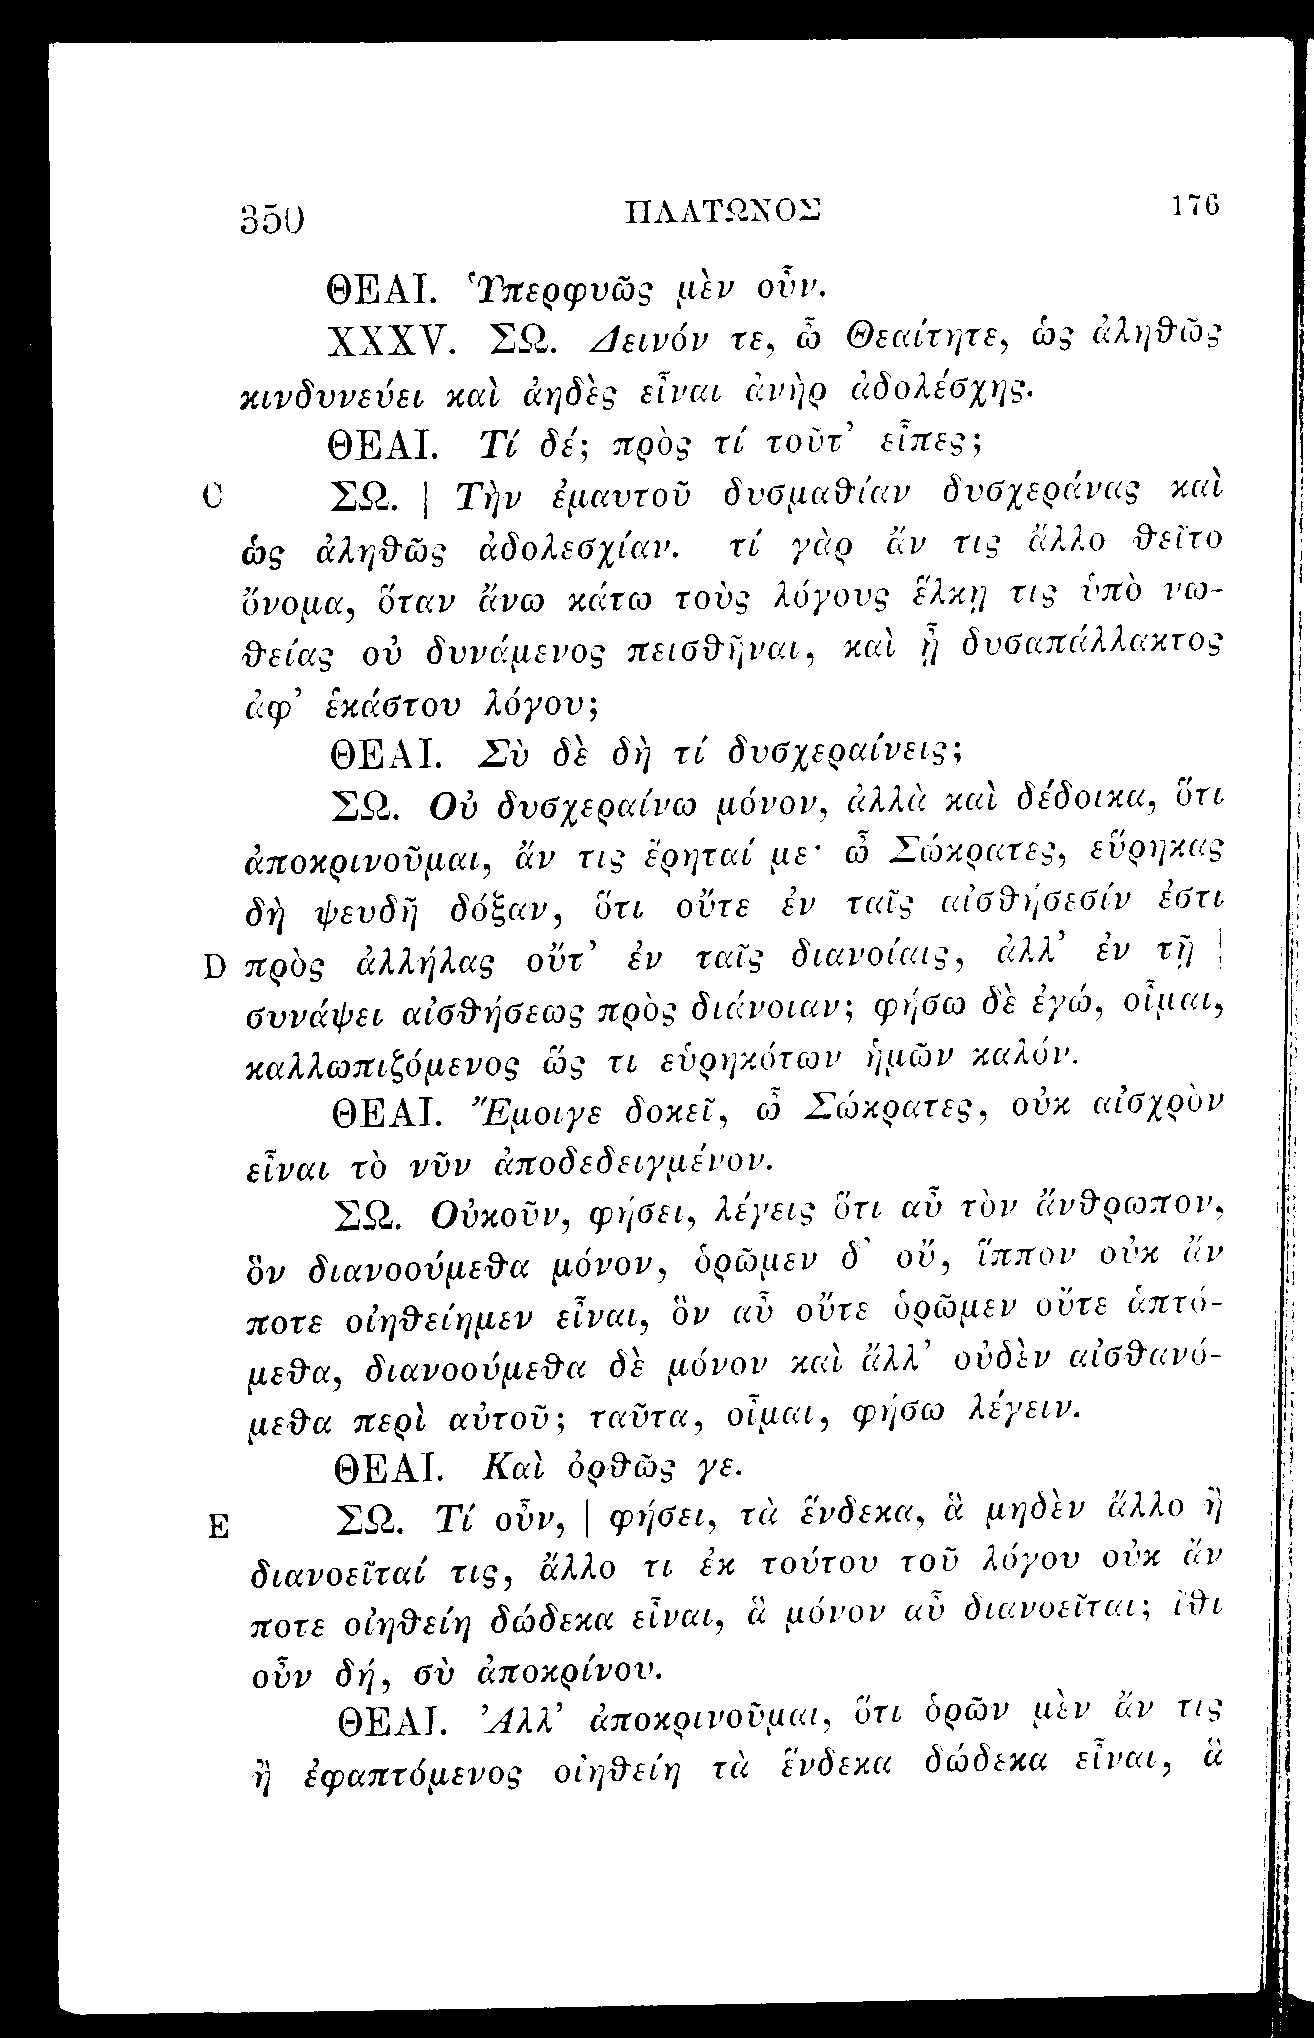 350 ΠΛΑΤΩΝΟΣ 176
ΘΕΑΙ. Ὑπερφυῶς μὲν οὖν.
XXXV. ΣΩ. Δεινόν τε, ὦ Θεαίτητε, ὡς ἀληθῶς
κινδυνεύει καὶ ἀηδὲς εἶναι ἀνὴρ ἀδολέσχης.
ΘΕΑΙ. Τί δέ; πρὸς τί τοῦτ’ εἶπες;
C ΣΩ. | Τὴν ἐμαυτοῦ δυσμαθίαν δυσχεράνας καὶ
ὡς ἀληθῶς ἀδολεσχίαν. τί γὰρ ἄν τις ἄλλο θεῖτο
ὄνομα, ὅταν ἄνω κάτω τοὺς λόγους ἕλκῃ τις ὑπὸ νω-
θείας οὐ δυνάμενος πεισθῆναι, καὶ ᾖ δυσαπάλλακτος
ἀφ’ ἑκάστου λόγου;
ΘΕΑΙ. Σὺ δὲ δὴ τί δυσχεραίνεις;
ΣΩ. Οὐ δυσχεραίνω μόνον, ἀλλὰ καὶ δέδοικα, ὅτι
ἀποκρινοῦμαι, ἄν τις ἔρηταί με· ὦ Σώκρατες, εὕρηκας
δὴ ψευδῆ δόξαν, ὅτι οὔτε ἐν ταῖς αἰσθήσεσίν ἐστι
D πρὸς ἀλλήλας οὔτ’ ἐν ταῖς διανοίαις, ἀλλ’ ἐν τῇ |
συνάψει αἰσθήσεως πρὸς διάνοιαν; φήσω δὲ ἐγώ, οἶμαι,
καλλωπιζόμενος ὥς τι εὑρηκότων ἡμῶν καλόν.
ΘΕΑΙ. Ἔμοιγε δοκεῖ, ὦ Σώκρατες, οὐκ αἰσχρὸν
εἶναι τὸ νῦν ἀποδεδειγμένον.
ΣΩ. Οὐκοῦν, φήσει, λέγεις ὅτι αὖ τὸν ἄνθρωπον,
ὃν διανοούμεθα μόνον, ὁρῶμεν δ’ οὔ, ἵππον οὐκ ἄν
ποτε οἰηθείημεν εἶναι, ὃν αὖ οὔτε ὁρῶμεν οὔτε ἁπτό-
μεθα, διανοούμεθα δὲ μόνον καὶ ἄλλ’ οὐδὲν αἰσθανό-
μεθα περὶ αὐτοῦ; ταῦτα, οἶμαι, φήσω λέγειν.
ΘΕΑΙ. Καὶ ὀρθῶς γε.
E ΣΩ. Τί οὖν, | φήσει, τὰ ἕνδεκα, ἃ μηδὲν ἄλλο ἢ
διανοεῖταί τις, ἄλλο τι ἐκ τούτου τοῦ λόγου οὐκ ἄν
ποτε οἰηθείη δώδεκα εἶναι, ἃ μόνον αὖ διανοεῖται; ἴθι
οὖν δή, σὺ ἀποκρίνου.
ΘΕΑΙ. Ἀλλ’ ἀποκρινοῦμαι, ὅτι ὁρῶν μὲν ἄν τις
ἢ ἐφαπτόμενος οἰηθείη τὰ ἕνδεκα δώδεκα εἶναι, ἃ